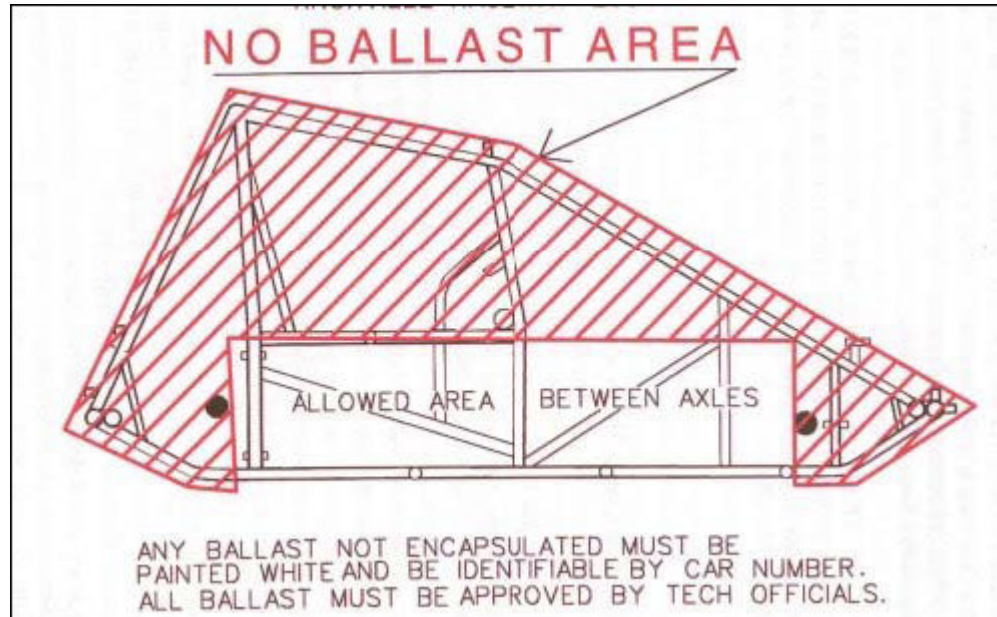 NO BALLAST AREA
ALLOWED AREA BETWEEN AXLES
ANY BALLAST NOT ENCAPSULATED MUST BE
PAINTED WHITE AND BE IDENTIFIABLE BY CAR NUMBER.
ALL BALLAST MUST BE APPROVED BY TECH OFFICIALS.